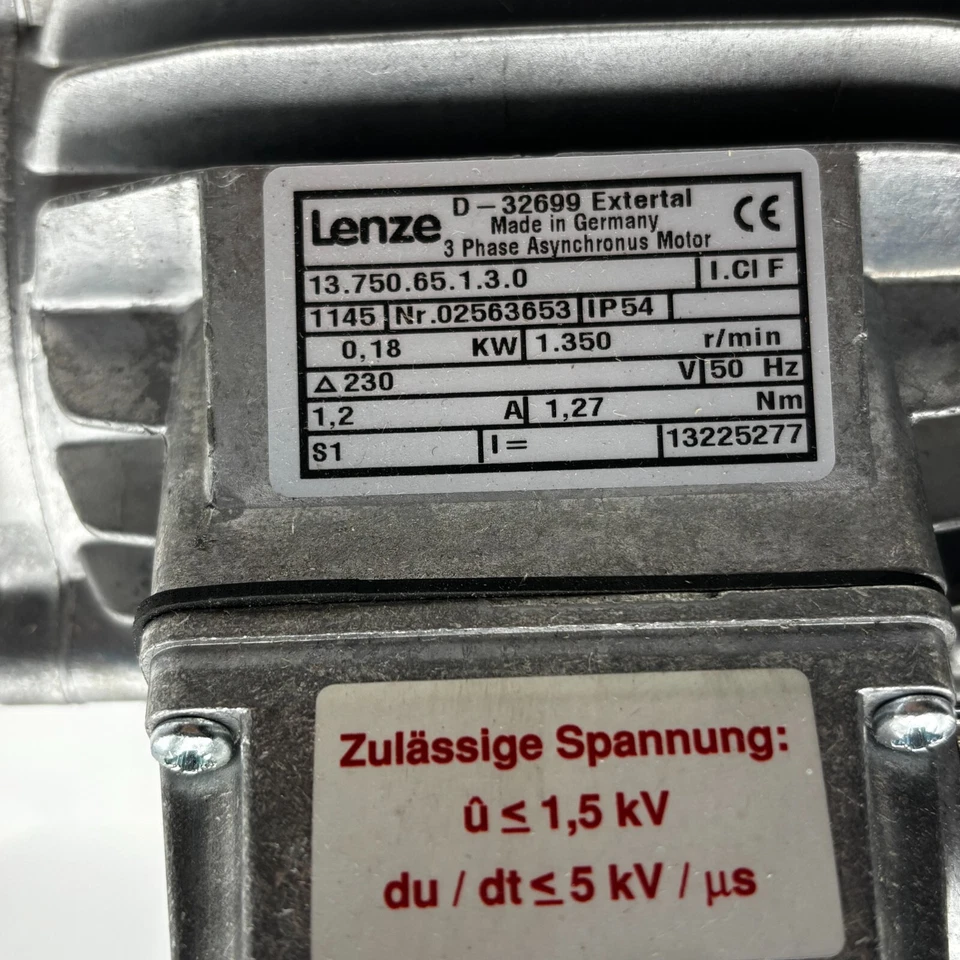 Lenze
D – 32699 Extertal
Made in Germany
3 Phase Asynchronus Motor
CE
13.750.65.1.3.0 I.Cl F
1145 Nr.02563653 IP54
0,18 KW 1.350 r/min
Δ 230 V 50 Hz
1,2 A 1,27 Nm
S1 I= 13225277
Zulässige Spannung:
û ≤ 1,5 kV
du / dt ≤ 5 kV / µs